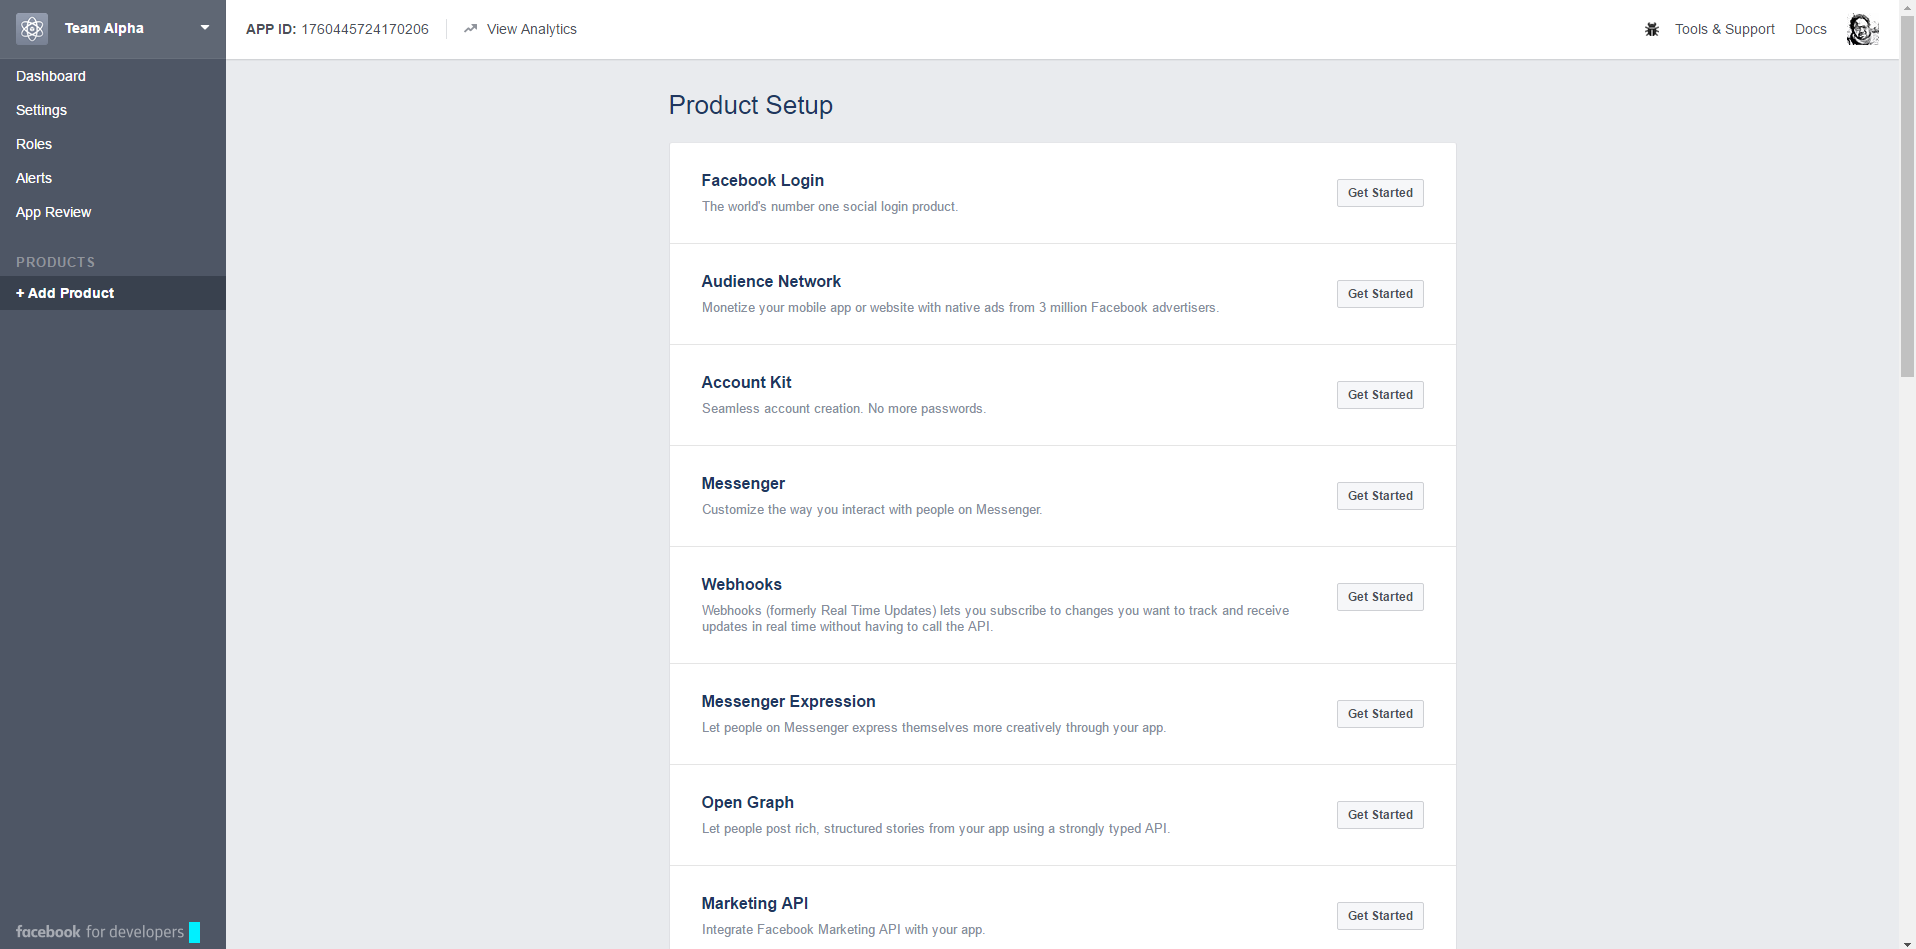 Team Alpha
APP ID: 1760445724170206
View Analytics
Tools & Support
Docs
Dashboard
Settings
Roles
Alerts
App Review
PRODUCTS
+ Add Product
facebook for developers
Product Setup
Facebook Login
The world's number one social login product.
Get Started
Audience Network
Monetize your mobile app or website with native ads from 3 million Facebook advertisers.
Get Started
Account Kit
Seamless account creation. No more passwords.
Get Started
Messenger
Customize the way you interact with people on Messenger.
Get Started
Webhooks
Webhooks (formerly Real Time Updates) lets you subscribe to changes you want to track and receive
updates in real time without having to call the API.
Get Started
Messenger Expression
Let people on Messenger express themselves more creatively through your app.
Get Started
Open Graph
Let people post rich, structured stories from your app using a strongly typed API.
Get Started
Marketing API
Integrate Facebook Marketing API with your app.
Get Started